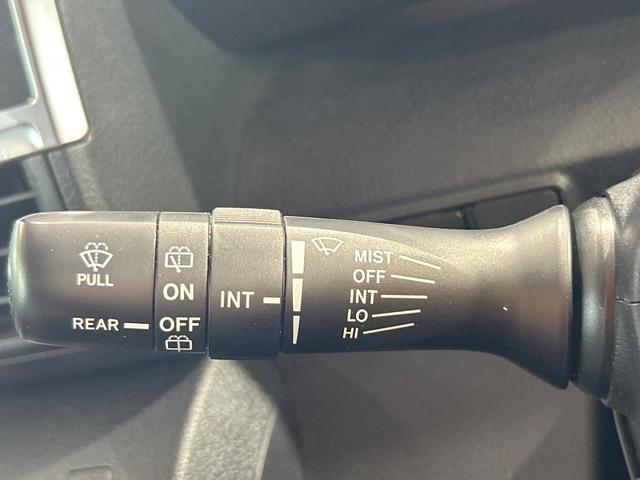 PULL
REAR
ON
OFF
INT
MIST
OFF
INT
LO
HI